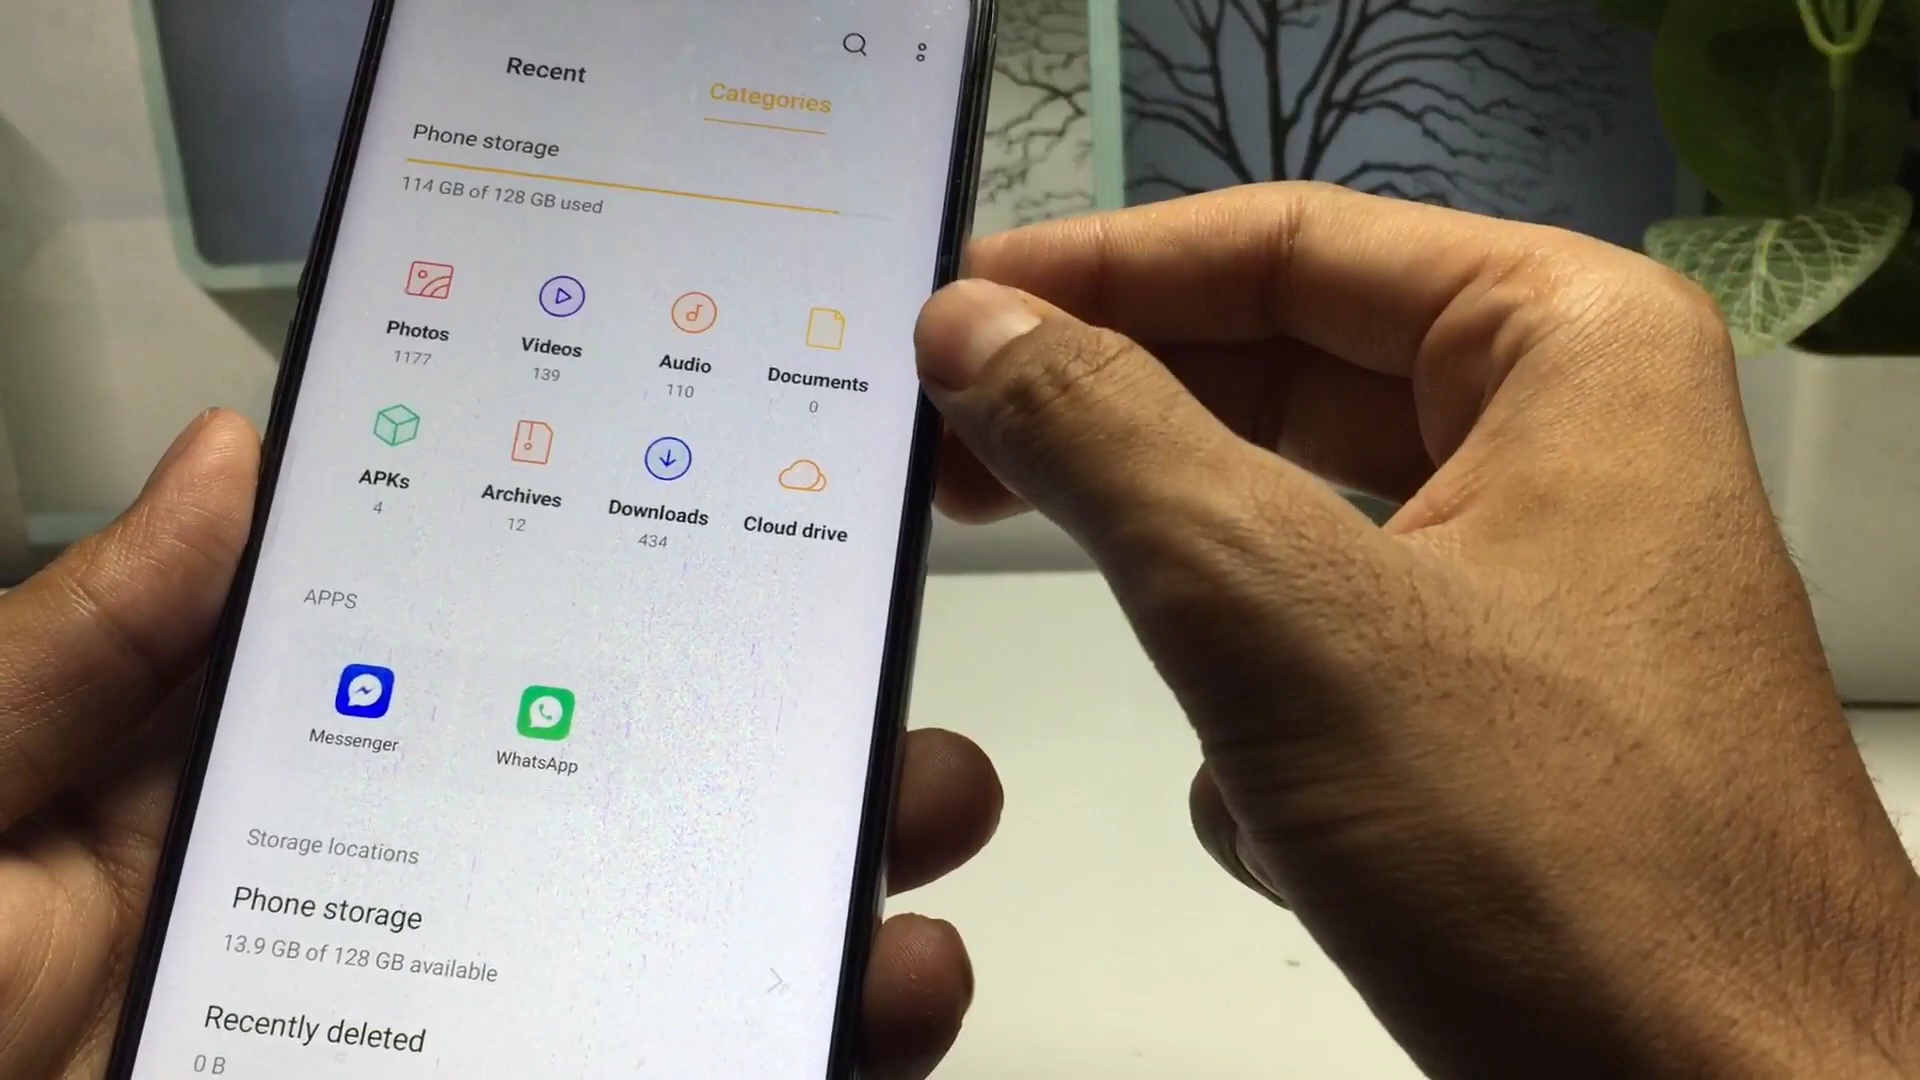 Recent
Categories
Phone storage
114 GB of 128 GB used
Photos
1177
Videos
139
Audio
110
Documents
0
APKs
4
Archives
12
Downloads
434
Cloud drive
APPS
Messenger
WhatsApp
Storage locations
Phone storage
13.9 GB of 128 GB available
Recently deleted
0 B